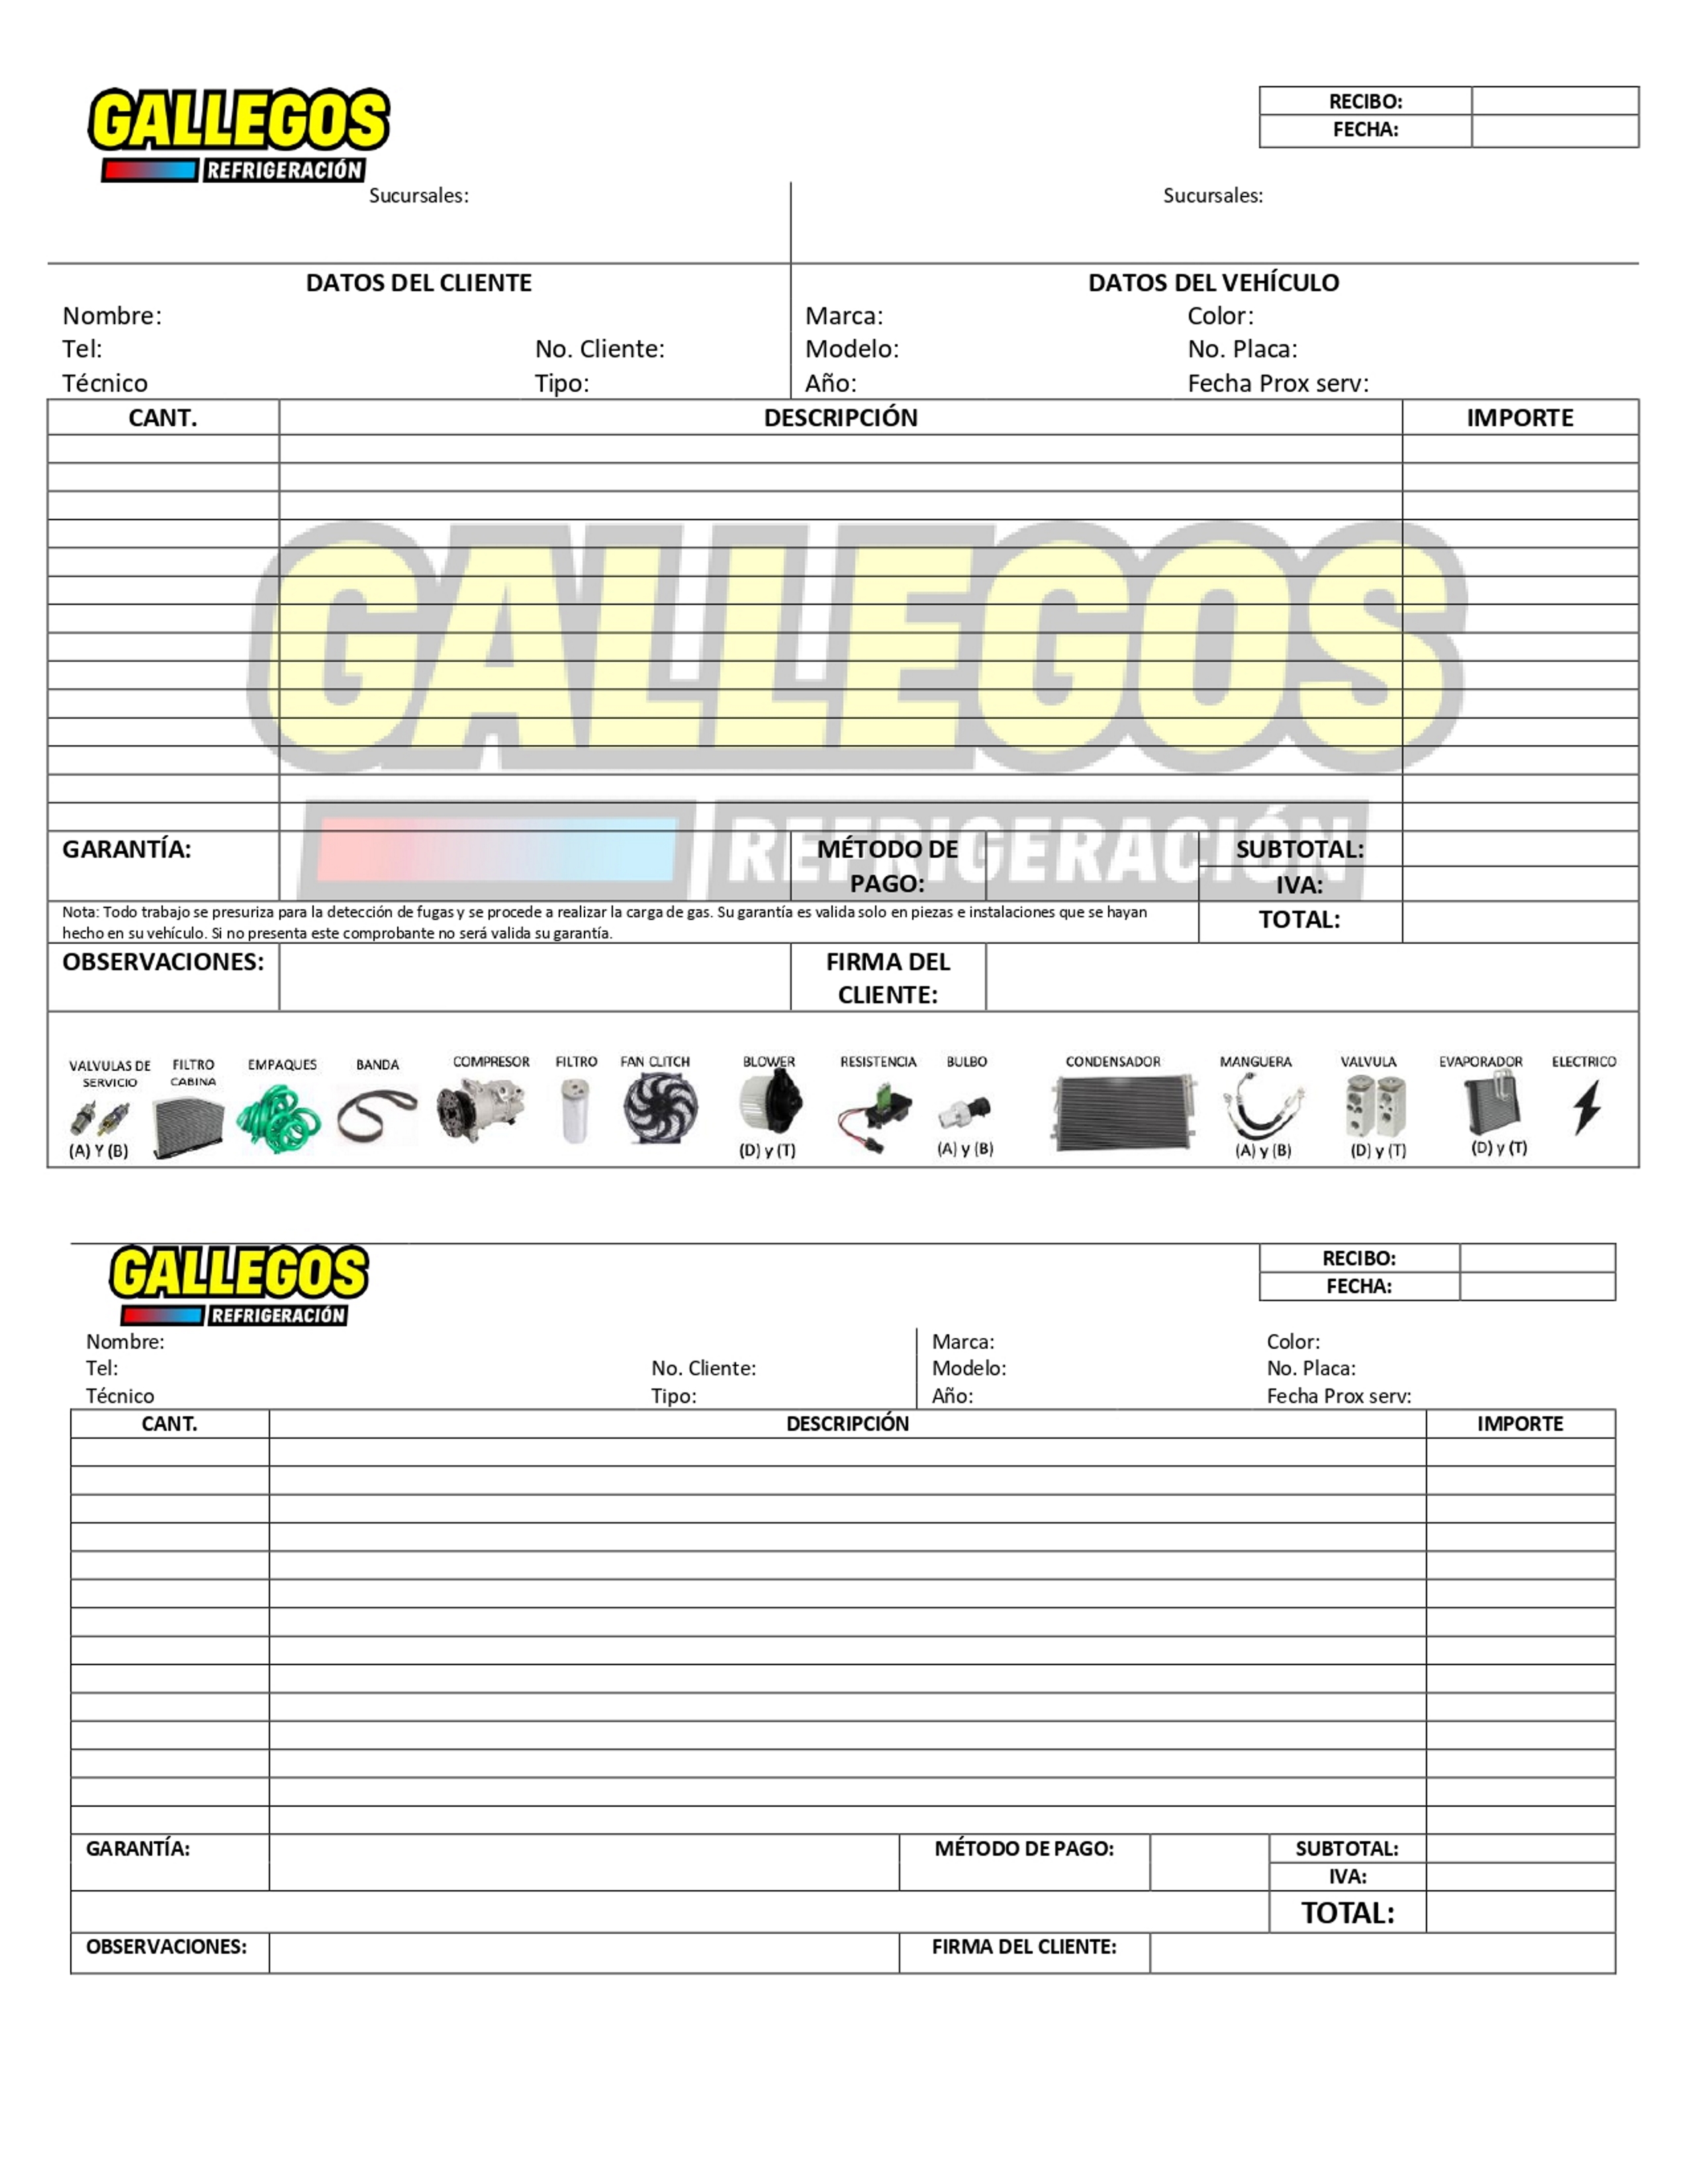 GALLEGOS
REFRIGERACIÓN
RECIBO:
FECHA:
Sucursales:
Sucursales:
DATOS DEL CLIENTE
DATOS DEL VEHÍCULO
Nombre:
Marca: Color:
Tel: No. Cliente:
Modelo: No. Placa:
Técnico Tipo:
Año: Fecha Prox serv:
CANT. DESCRIPCIÓN IMPORTE
GALLEGOS
REFRIGERACIÓN
GARANTÍA: MÉTODO DE PAGO: SUBTOTAL:
IVA:
Nota: Todo trabajo se presuriza para la detección de fugas y se procede a realizar la carga de gas. Su garantía es valida solo en piezas e instalaciones que se hayan
hecho en su vehículo. Si no presenta este comprobante no será valida su garantía.
TOTAL:
OBSERVACIONES: FIRMA DEL CLIENTE:
VALVULAS DE SERVICIO FILTRO CABINA EMPAQUES BANDA COMPRESOR FILTRO FAN CLITCH BLOWER RESISTENCIA BULBO CONDENSADOR MANGUERA VALVULA EVAPORADOR ELECTRICO
(A) Y (B) (D) y (T) (A) y (B) (A) y (B) (D) y (T) (D) y (T)
GALLEGOS
REFRIGERACIÓN
RECIBO:
FECHA:
Nombre: Marca: Color:
Tel: No. Cliente: Modelo: No. Placa:
Técnico Tipo: Año: Fecha Prox serv:
CANT. DESCRIPCIÓN IMPORTE
GARANTÍA: MÉTODO DE PAGO: SUBTOTAL:
IVA:
TOTAL:
OBSERVACIONES: FIRMA DEL CLIENTE: